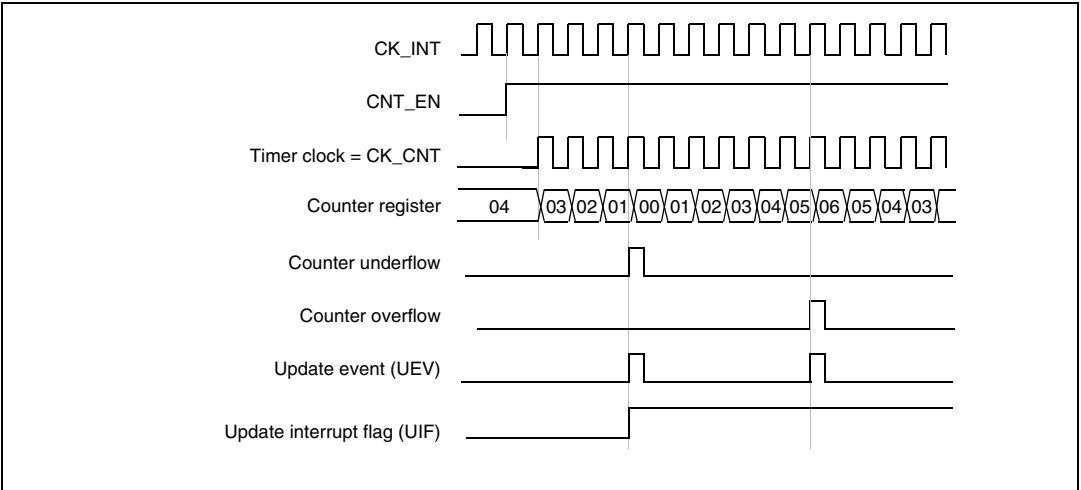 CK_INT
CNT_EN
Timer clock = CK_CNT
Counter register 04 03 02 01 00 01 02 03 04 05 06 05 04 03
Counter underflow
Counter overflow
Update event (UEV)
Update interrupt flag (UIF)